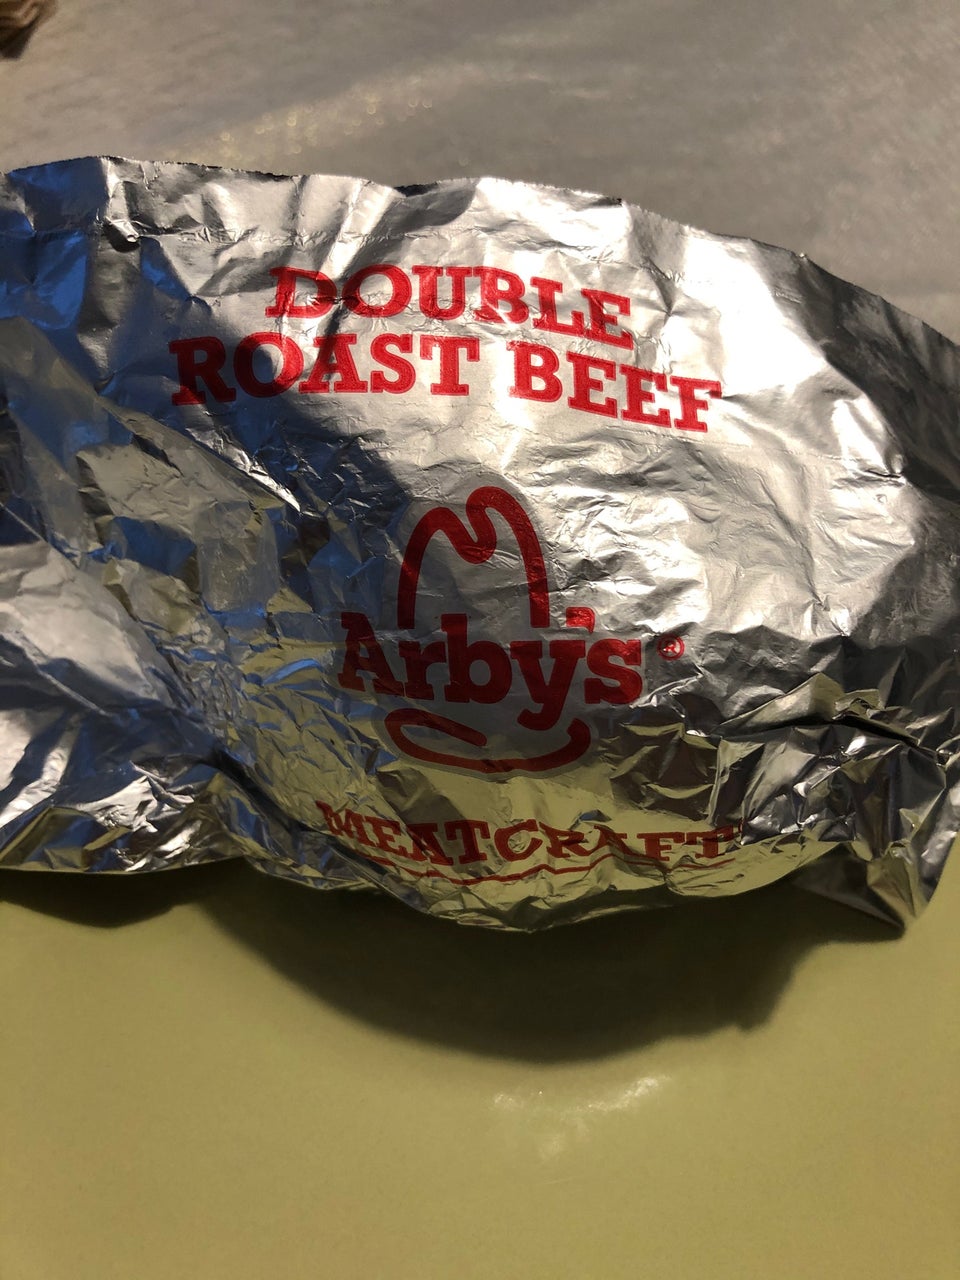 DOUBLE
ROAST BEEF
Arby's®
MEATCRAFT